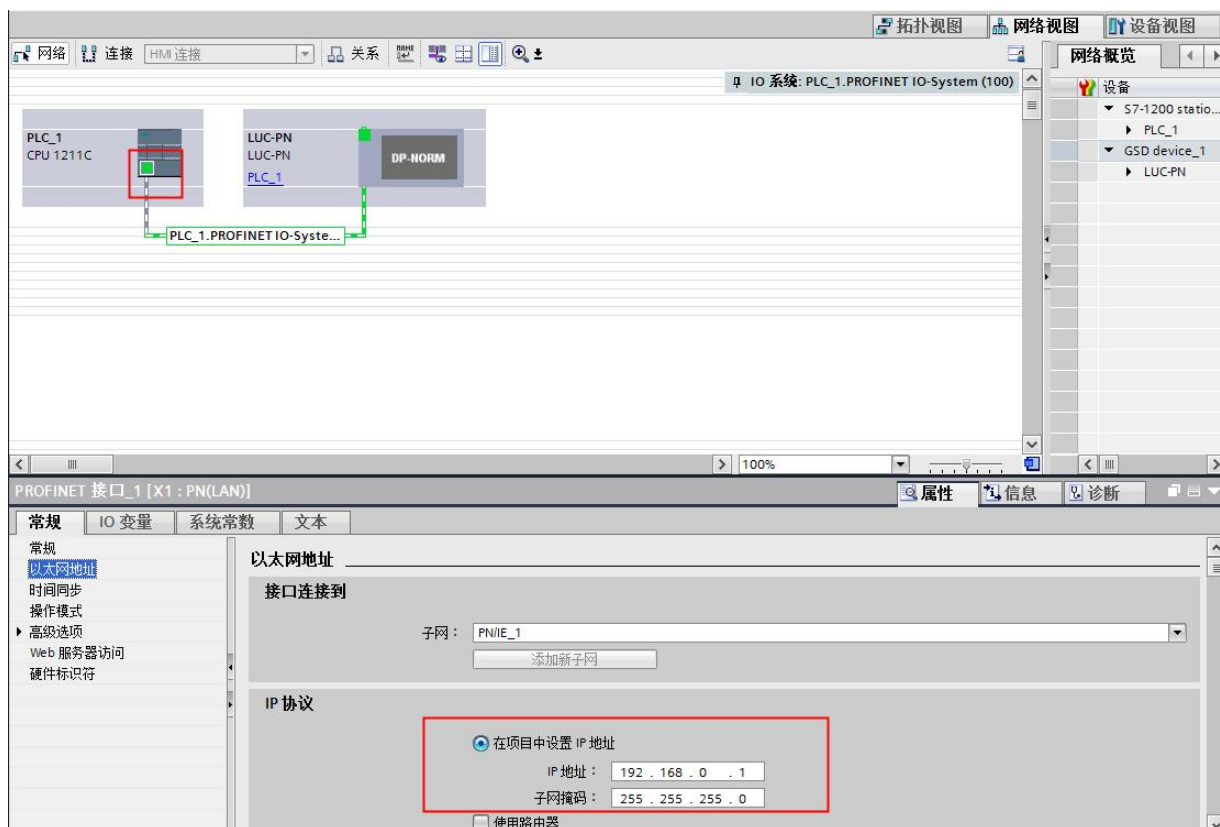 拓扑视图 网络视图 设备视图
网络 连接 HMI 连接 关系
网络概览
IO 系统: PLC_1.PROFINET IO-System (100)
设备
S7-1200 statio...
PLC_1
GSD device_1
LUC-PN
PLC_1
CPU 1211C
LUC-PN
LUC-PN
PLC_1
DP-NORM
PLC_1.PROFINET IO-Syste...
100%
PROFINET 接口_1 [X1 : PN(LAN)]
属性 信息 诊断
常规 IO 变量 系统常数 文本
常规
以太网地址
时间同步
操作模式
高级选项
Web 服务器访问
硬件标识符
以太网地址
接口连接到
子网： PN/IE_1
添加新子网
IP 协议
在项目中设置 IP 地址
IP 地址： 192 . 168 . 0 . 1
子网掩码： 255 . 255 . 255 . 0
使用路由器